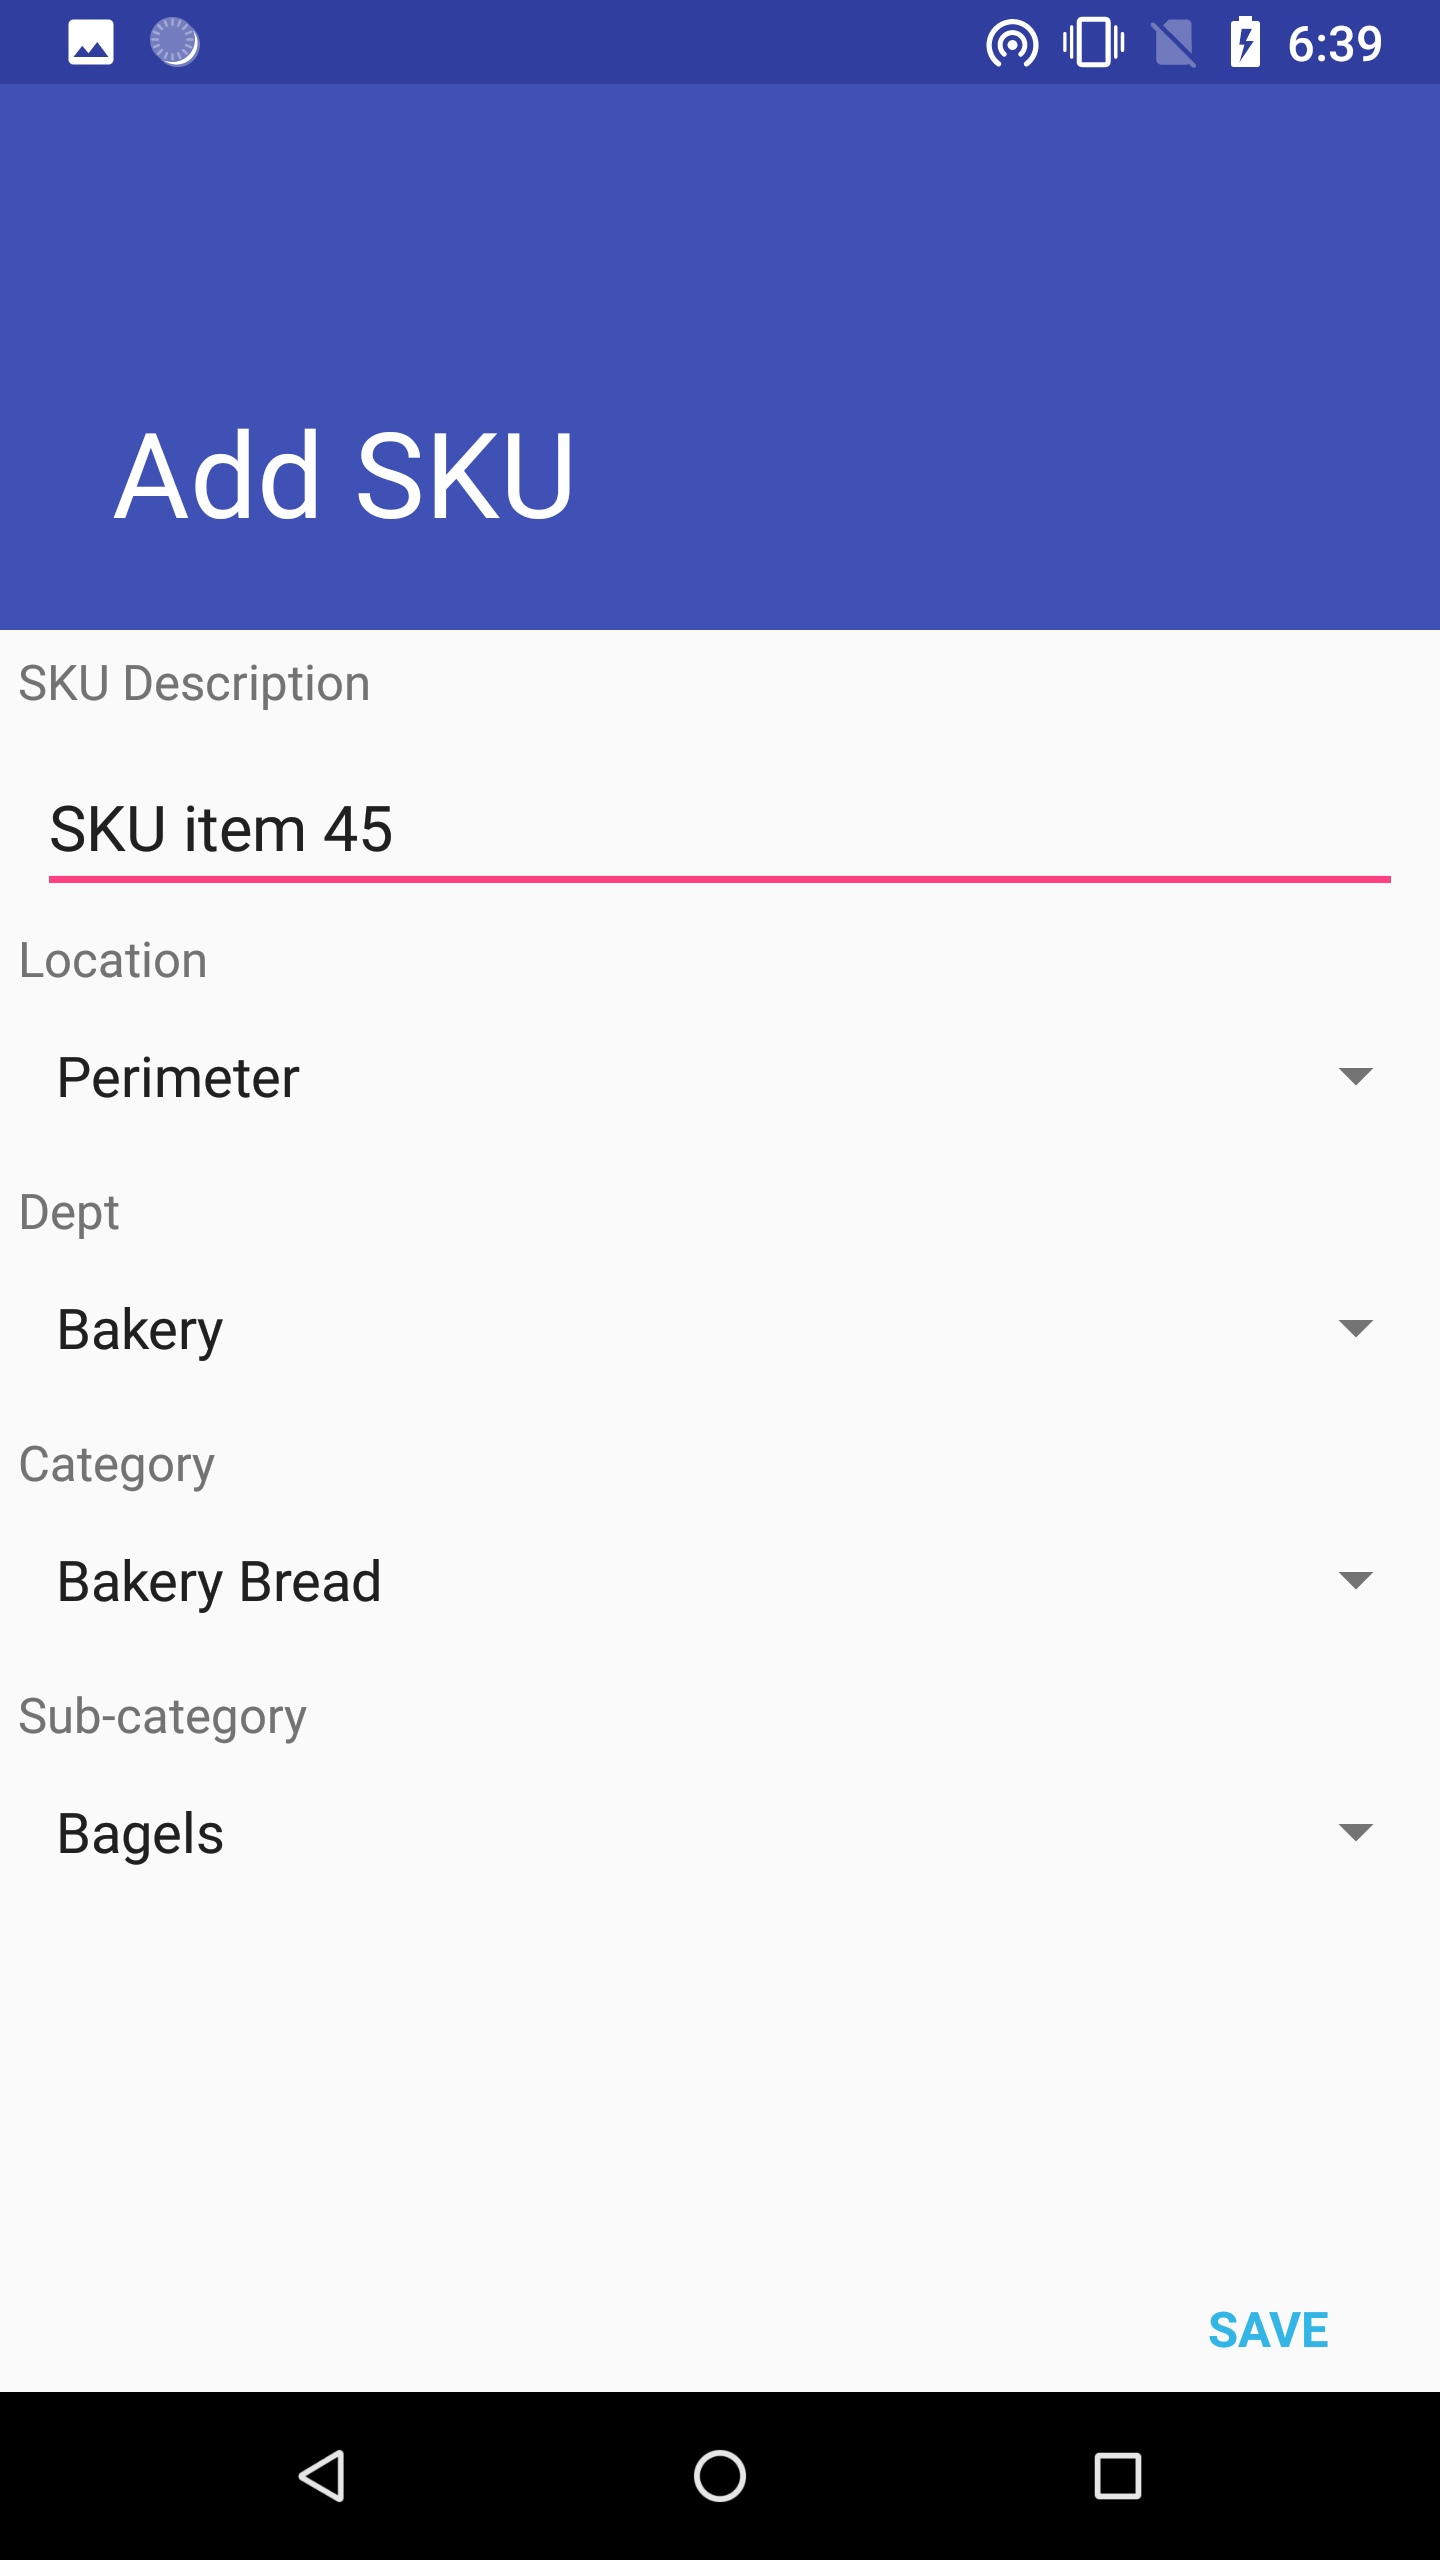 6:39
Add SKU
SKU Description
SKU item 45
Location
Perimeter
Dept
Bakery
Category
Bakery Bread
Sub-category
Bagels
SAVE